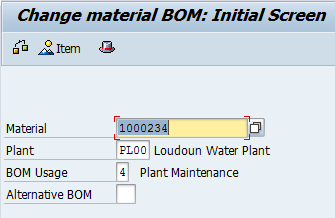 Change material BOM: Initial Screen
Item
Material 1000234
Plant PL00 Loudoun Water Plant
BOM Usage 4 Plant Maintenance
Alternative BOM